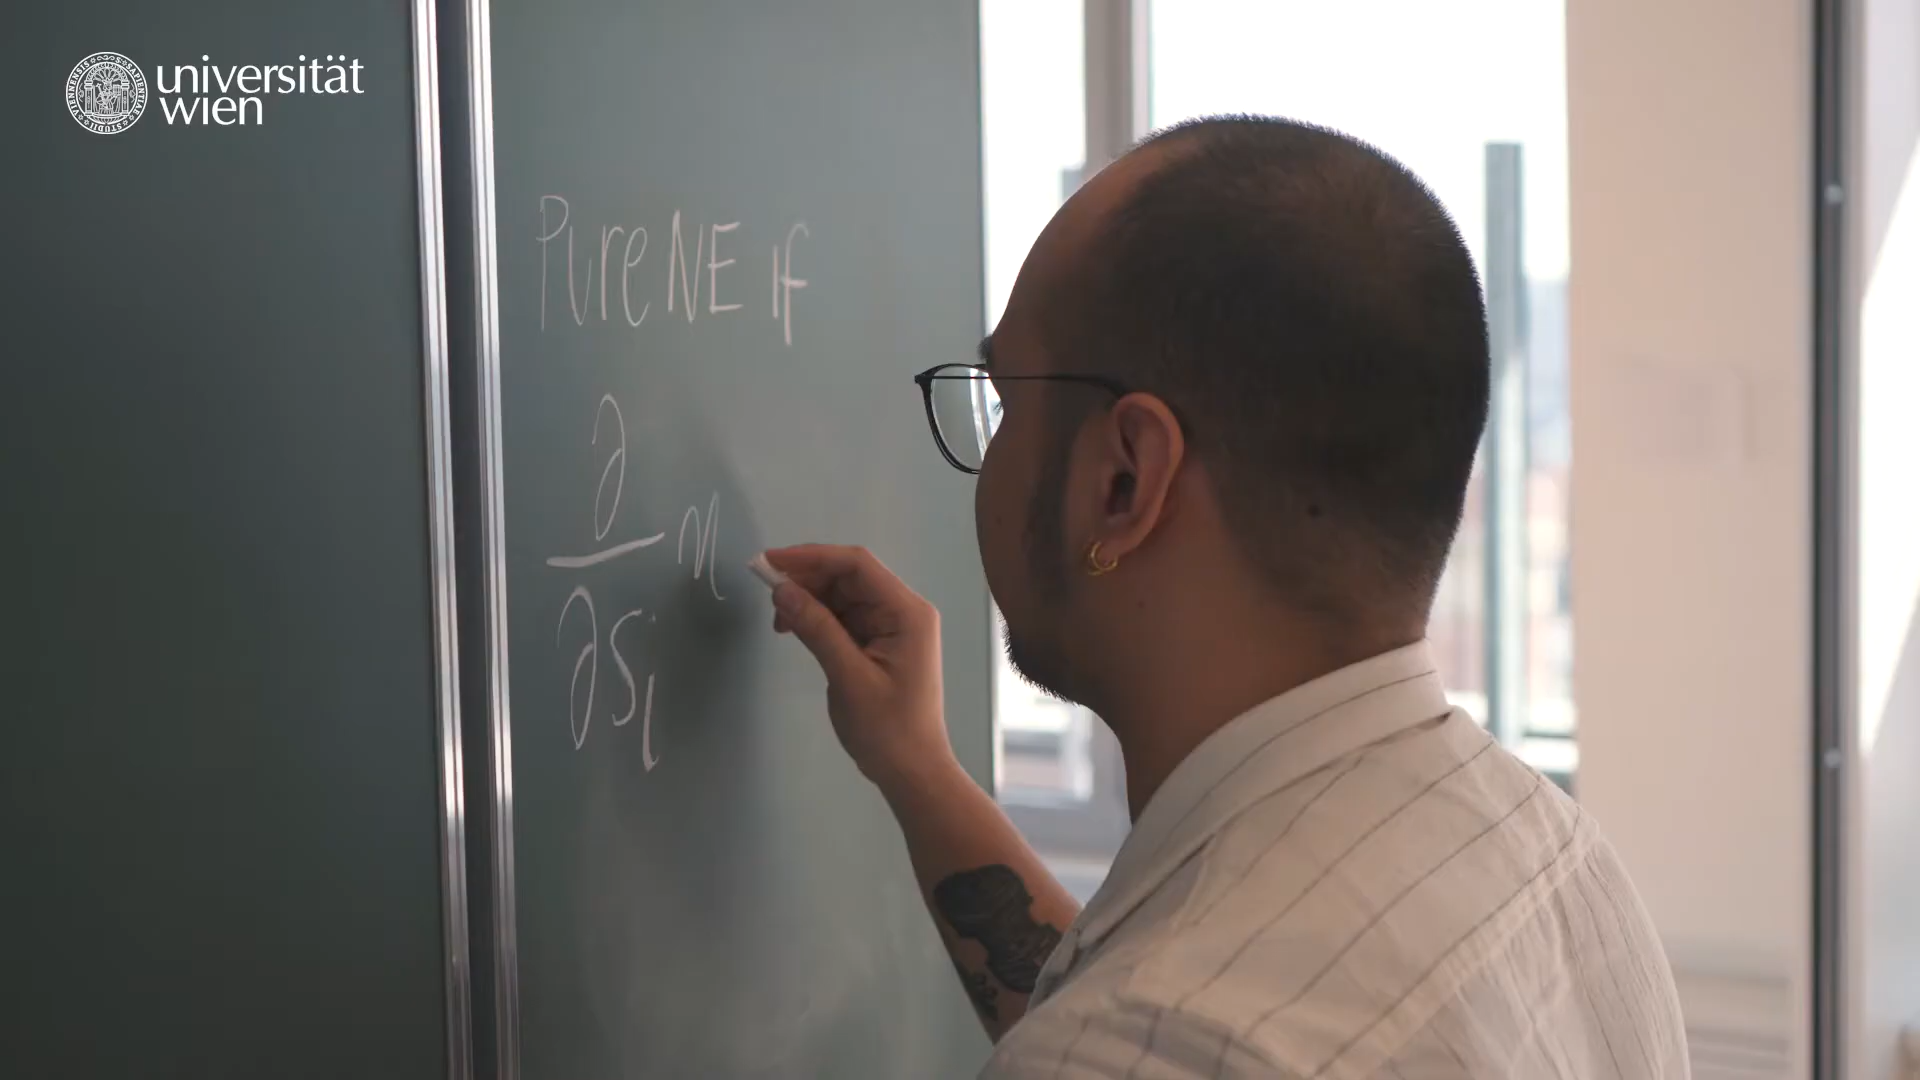 universität
wien
Pure NE if
∂
∂Si